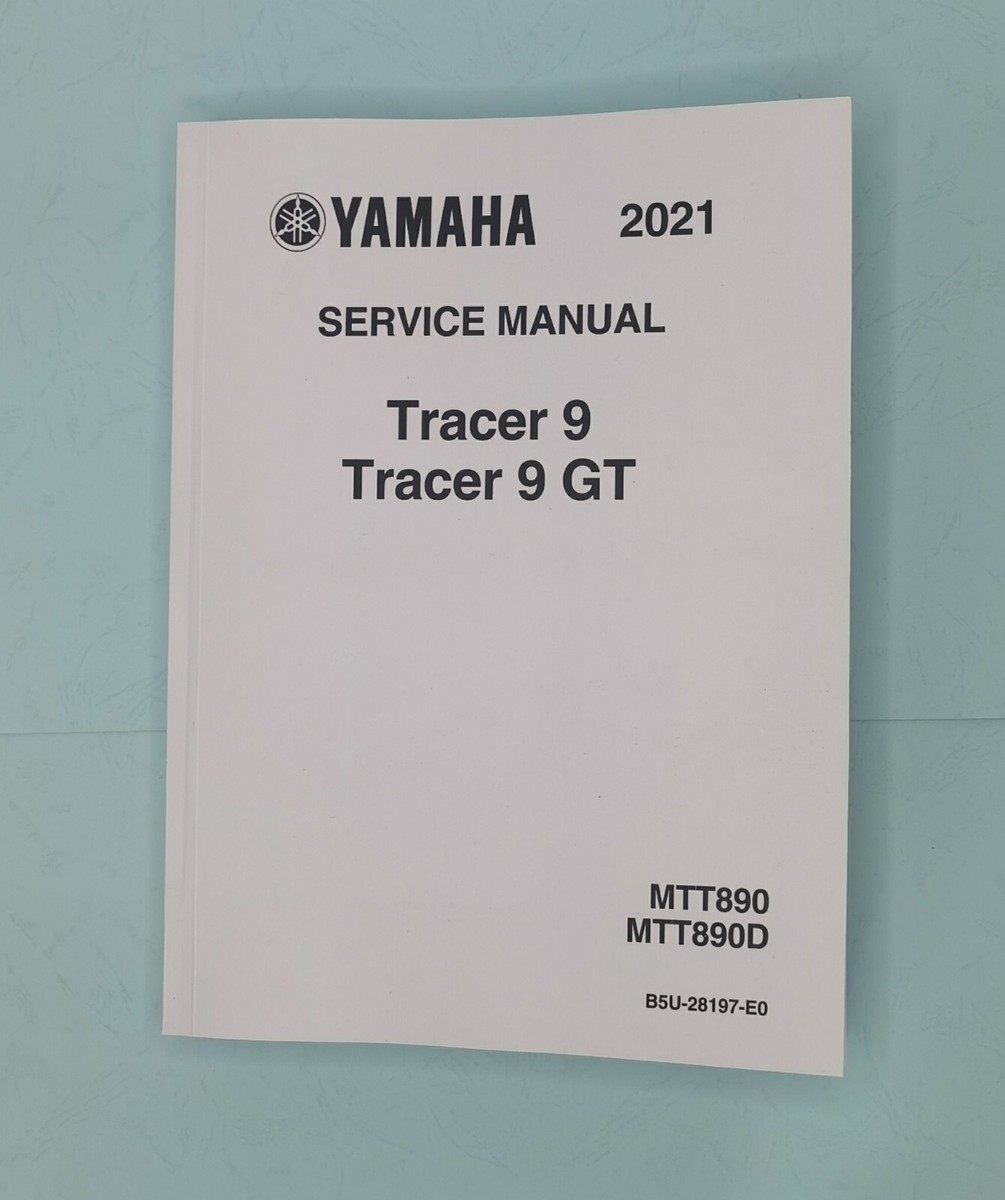 YAMAHA 2021
SERVICE MANUAL
Tracer 9
Tracer 9 GT
MTT890
MTT890D
B5U-28197-E0